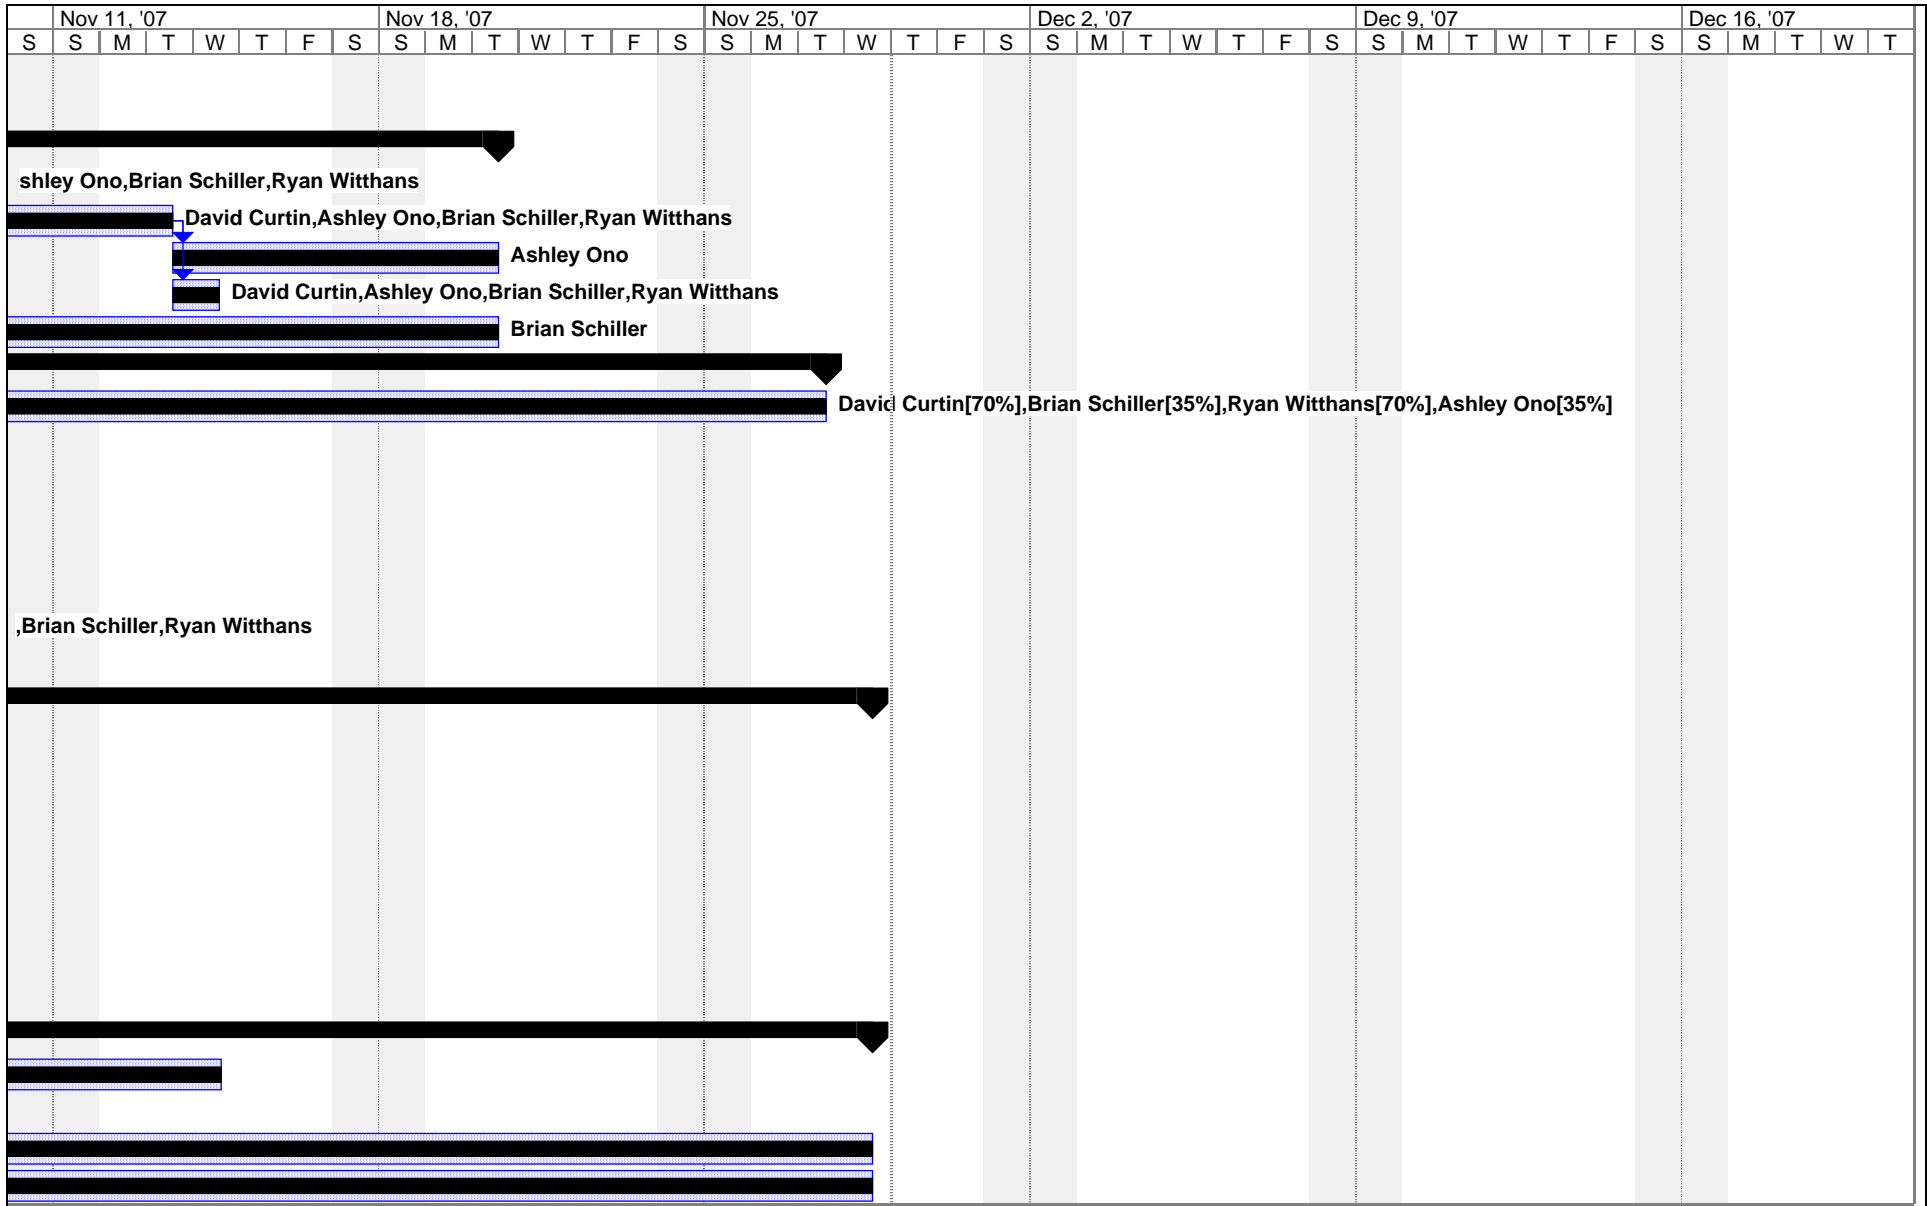 Nov 11, '07 Nov 18, '07 Nov 25, '07 Dec 2, '07 Dec 9, '07 Dec 16, '07
S S M T W T F S S M T W T F S S M T W T F S S M T W T F S S M T W T F S S M T W T
shley Ono,Brian Schiller,Ryan Witthans
David Curtin,Ashley Ono,Brian Schiller,Ryan Witthans
Ashley Ono
David Curtin,Ashley Ono,Brian Schiller,Ryan Witthans
Brian Schiller
David Curtin[70%],Brian Schiller[35%],Ryan Witthans[70%],Ashley Ono[35%]
,Brian Schiller,Ryan Witthans